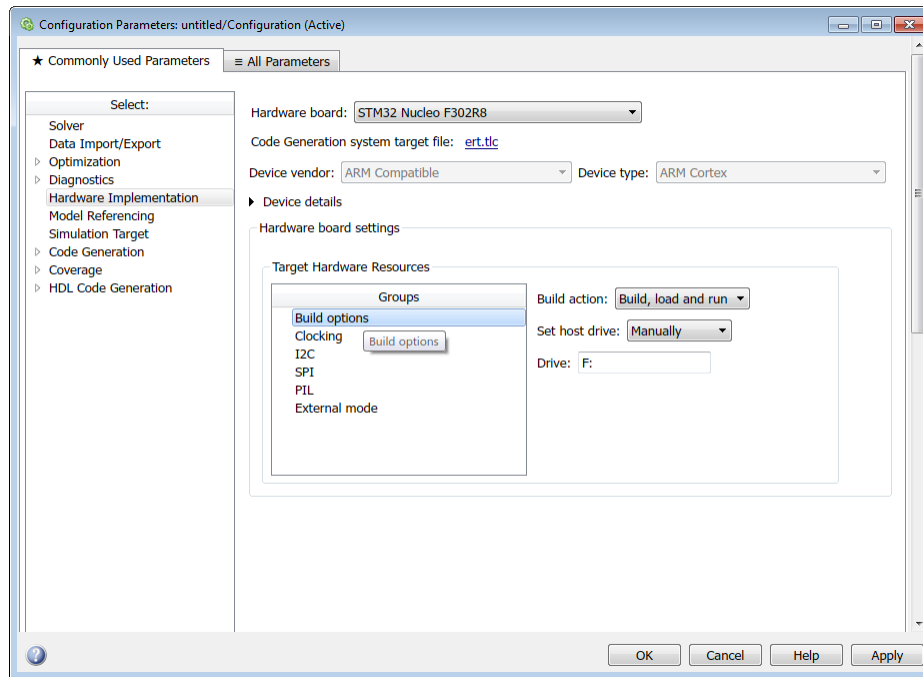 Configuration Parameters: untitled/Configuration (Active)
★ Commonly Used Parameters
≡ All Parameters
Select:
Solver
Data Import/Export
Optimization
Diagnostics
Hardware Implementation
Model Referencing
Simulation Target
Code Generation
Coverage
HDL Code Generation
Hardware board: STM32 Nucleo F302R8
Code Generation system target file: ert.tlc
Device vendor: ARM Compatible Device type: ARM Cortex
Device details
Hardware board settings
Target Hardware Resources
Groups
Build options
Clocking
Build options
I2C
SPI
PIL
External mode
Build action: Build, load and run
Set host drive: Manually
Drive: F:
OK Cancel Help Apply